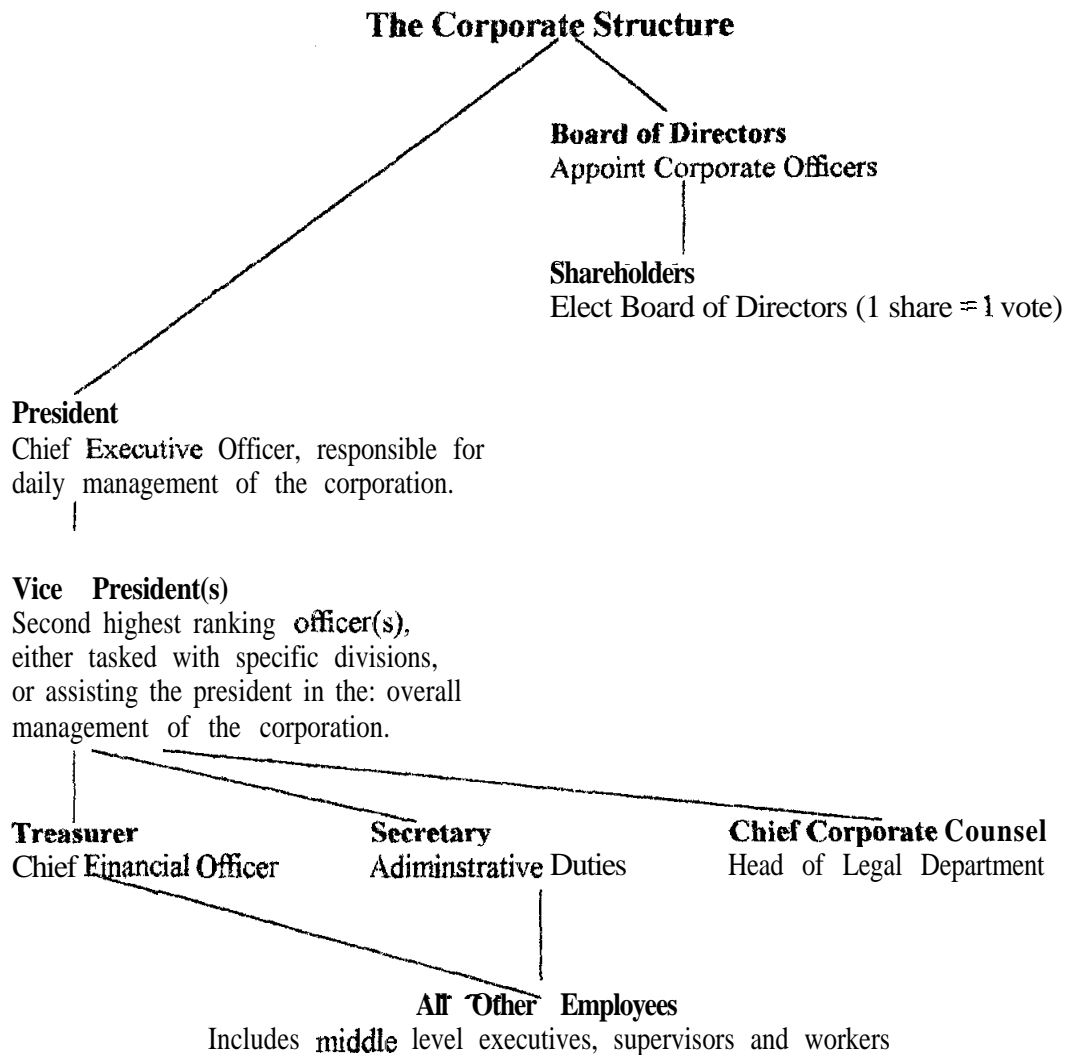 The Corporate Structure
Board of Directors
Appoint Corporate Officers
Shareholders
Elect Board of Directors (1 share = 1 vote)
President
Chief Executive Officer, responsible for
daily management of the corporation.
Vice President(s)
Second highest ranking officer(s),
either tasked with specific divisions,
or assisting the president in the: overall
management of the corporation.
Treasurer
Chief Financial Officer
Secretary
Adiminstrative Duties
Chief Corporate Counsel
Head of Legal Department
All Other Employees
Includes middle level executives, supervisors and workers